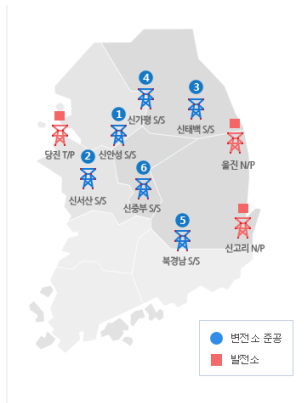 4
3
신가평 S/S
신태백 S/S
1
당진 T/P
신안성 S/S
울진 N/P
2
6
신서산 S/S
신중부 S/S
5
신고리 N/P
북경남 S/S
변전소 준공
발전소